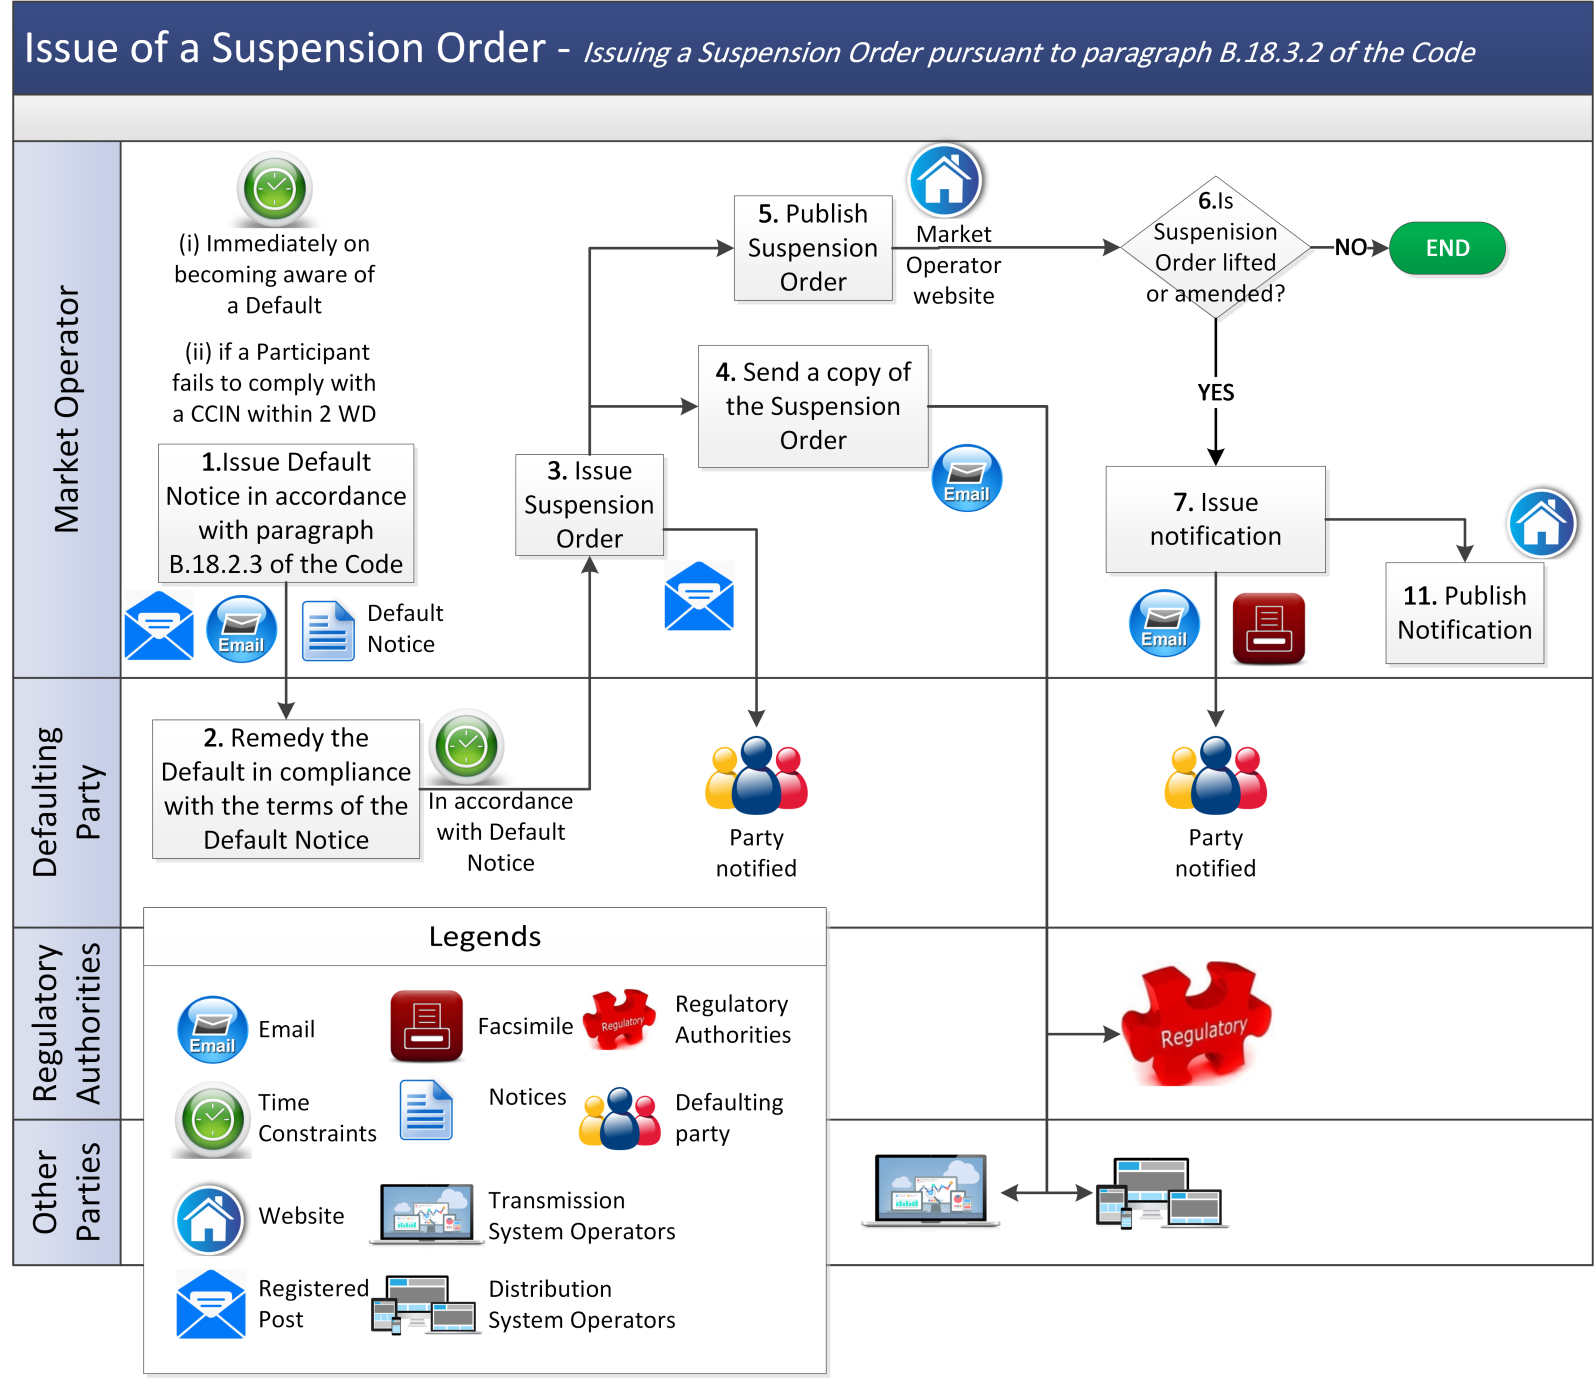 Issue of a Suspension Order - Issuing a Suspension Order pursuant to paragraph B.18.3.2 of the Code
Market Operator
(i) Immediately on
becoming aware of
a Default
(ii) if a Participant
fails to comply with
a CCIN within 2 WD
1.Issue Default
Notice in accordance
with paragraph
B.18.2.3 of the Code
Email
Default
Notice
3. Issue
Suspension
Order
5. Publish
Suspension
Order
Market
Operator
website
4. Send a copy of
the Suspension
Order
Email
6.Is
Suspenision
Order lifted
or amended?
NO
END
YES
7. Issue
notification
Email
11. Publish
Notification
Defaulting
Party
2. Remedy the
Default in compliance
with the terms of the
Default Notice
In accordance
with Default
Notice
Party
notified
Party
notified
Regulatory
Authorities
Regulatory
Other
Parties
Legends
Email
Email
Facsimile
Regulatory
Regulatory
Authorities
Time
Constraints
Notices
Defaulting
party
Website
Transmission
System Operators
Registered
Post
Distribution
System Operators